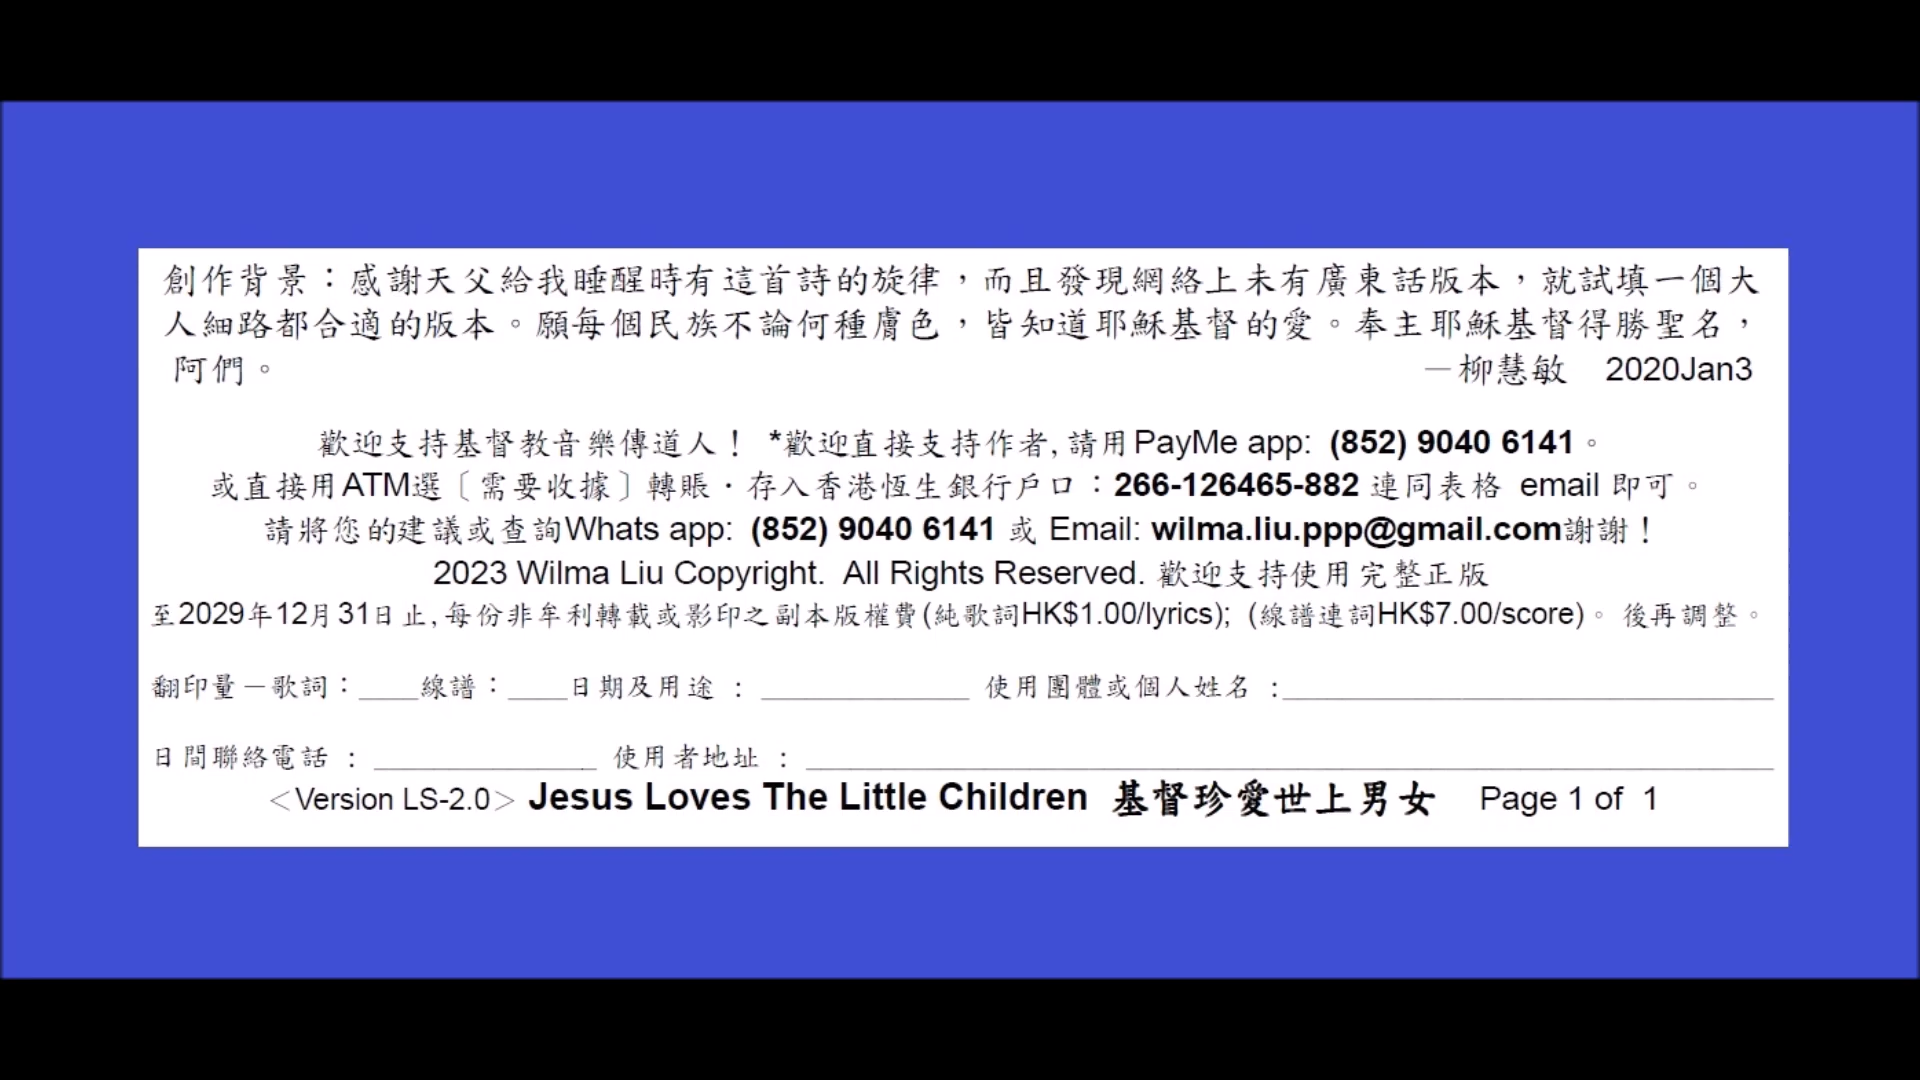 創作背景：感謝天父給我睡醒時有這首詩的旋律，而且發現網絡上未有廣東話版本，就試填一個大
人細路都合適的版本。願每個民族不論何種膚色，皆知道耶穌基督的愛。奉主耶穌基督得勝聖名，
阿們。 －柳慧敏 2020Jan3
歡迎支持基督教音樂傳道人！ *歡迎直接支持作者, 請用PayMe app: (852) 9040 6141。
或直接用ATM選〔需要收據〕轉賬．存入香港恆生銀行戶口：266-126465-882 連同表格 email 即可。
請將您的建議或查詢Whats app: (852) 9040 6141 或 Email: wilma.liu.ppp@gmail.com謝謝！
2023 Wilma Liu Copyright. All Rights Reserved. 歡迎支持使用完整正版
至2029年12月31日止, 每份非牟利轉載或影印之副本版權費(純歌詞HK$1.00/lyrics); (線譜連詞HK$7.00/score)。後再調整。
翻印量－歌詞：____線譜：____日期及用途 : ______________ 使用團體或個人姓名 :_________________________________
日間聯絡電話 : _______________ 使用者地址 : _________________________________________________________________
＜Version LS-2.0＞ Jesus Loves The Little Children 基督珍愛世上男女 Page 1 of 1